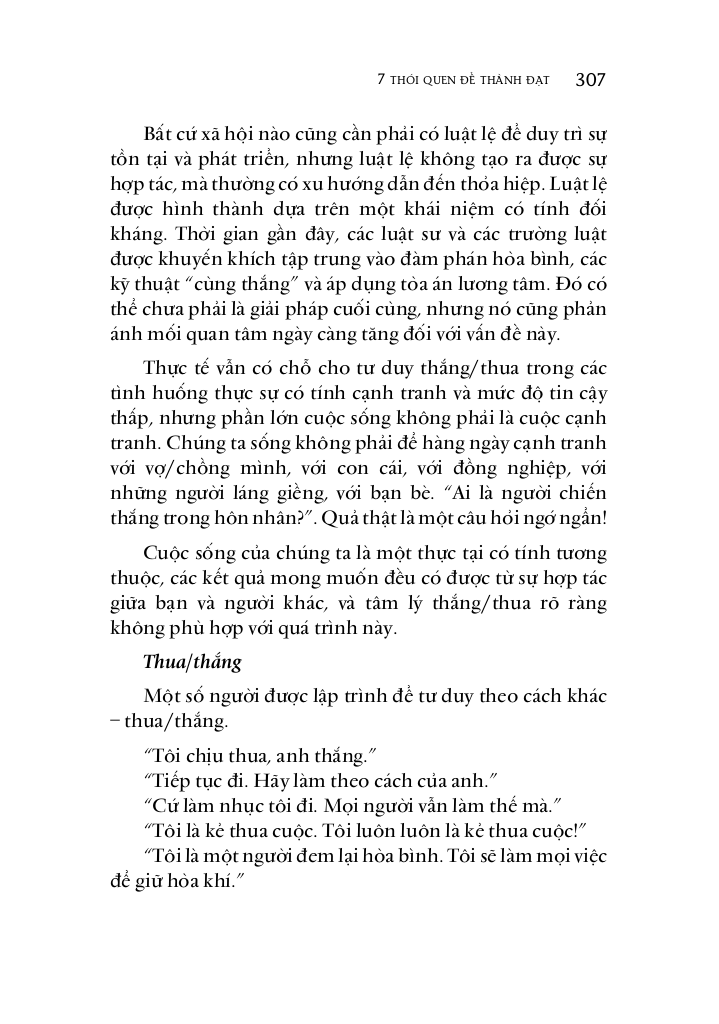 7 THÓI QUEN ĐỂ THÀNH ĐẠT 307
Bất cứ xã hội nào cũng cần phải có luật lệ để duy trì sự
tồn tại và phát triển, nhưng luật lệ không tạo ra được sự
hợp tác, mà thường có xu hướng dẫn đến thỏa hiệp. Luật lệ
được hình thành dựa trên một khái niệm có tính đối
kháng. Thời gian gần đây, các luật sư và các trường luật
được khuyến khích tập trung vào đàm phán hòa bình, các
kỹ thuật “cùng thắng” và áp dụng tòa án lương tâm. Đó có
thể chưa phải là giải pháp cuối cùng, nhưng nó cũng phản
ánh mối quan tâm ngày càng tăng đối với vấn đề này.
Thực tế vẫn có chỗ cho tư duy thắng/thua trong các
tình huống thực sự có tính cạnh tranh và mức độ tin cậy
thấp, nhưng phần lớn cuộc sống không phải là cuộc cạnh
tranh. Chúng ta sống không phải để hàng ngày cạnh tranh
với vợ/chồng mình, với con cái, với đồng nghiệp, với
những người láng giềng, với bạn bè. “Ai là người chiến
thắng trong hôn nhân?”. Quả thật là một câu hỏi ngớ ngẩn!
Cuộc sống của chúng ta là một thực tại có tính tương
thuộc, các kết quả mong muốn đều có được từ sự hợp tác
giữa bạn và người khác, và tâm lý thắng/thua rõ ràng
không phù hợp với quá trình này.
Thua/thắng
Một số người được lập trình để tư duy theo cách khác
– thua/thắng.
“Tôi chịu thua, anh thắng.”
“Tiếp tục đi. Hãy làm theo cách của anh.”
“Cứ làm nhục tôi đi. Mọi người vẫn làm thế mà.”
“Tôi là kẻ thua cuộc. Tôi luôn luôn là kẻ thua cuộc!”
“Tôi là một người đem lại hòa bình. Tôi sẽ làm mọi việc
để giữ hòa khí.”